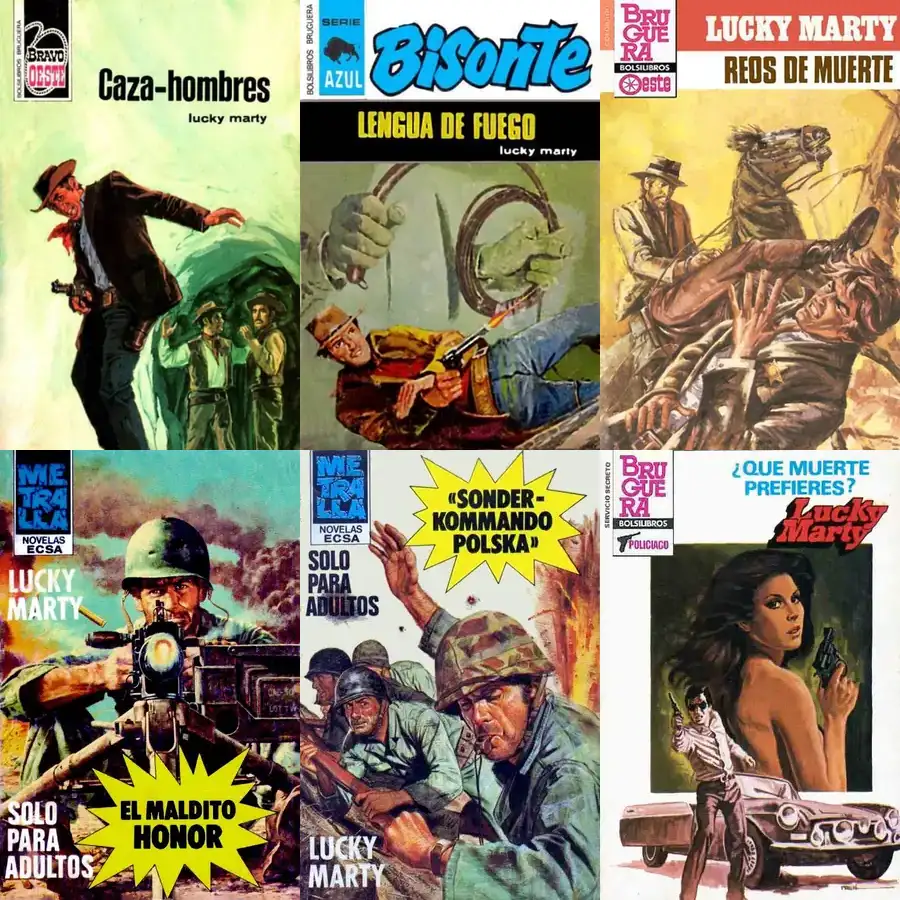 BOLSILIBROS BRUGUERA
BRAVO
OESTE
Caza-hombres
lucky marty
BOLSILIBROS BRUGUERA
SERIE
AZUL
Bisonte
LENGUA DE FUEGO
lucky marty
BRU
GUE
RA
BOLSILIBROS
Oeste
LUCKY MARTY
REOS DE MUERTE
ME
TRA
LLA
NOVELAS
ECSA
LUCKY
MARTY
SOLO
PARA
ADULTOS
EL MALDITO
HONOR
ME
TRA
LLA
NOVELAS
ECSA
«SONDER-
KOMMANDO
POLSKA»
SOLO
PARA
ADULTOS
LUCKY
MARTY
SERVICIO SECRETO
BRU
GUE
RA
BOLSILIBROS
POLICIACO
¿QUE MUERTE
PREFIERES?
Lucky
Marty